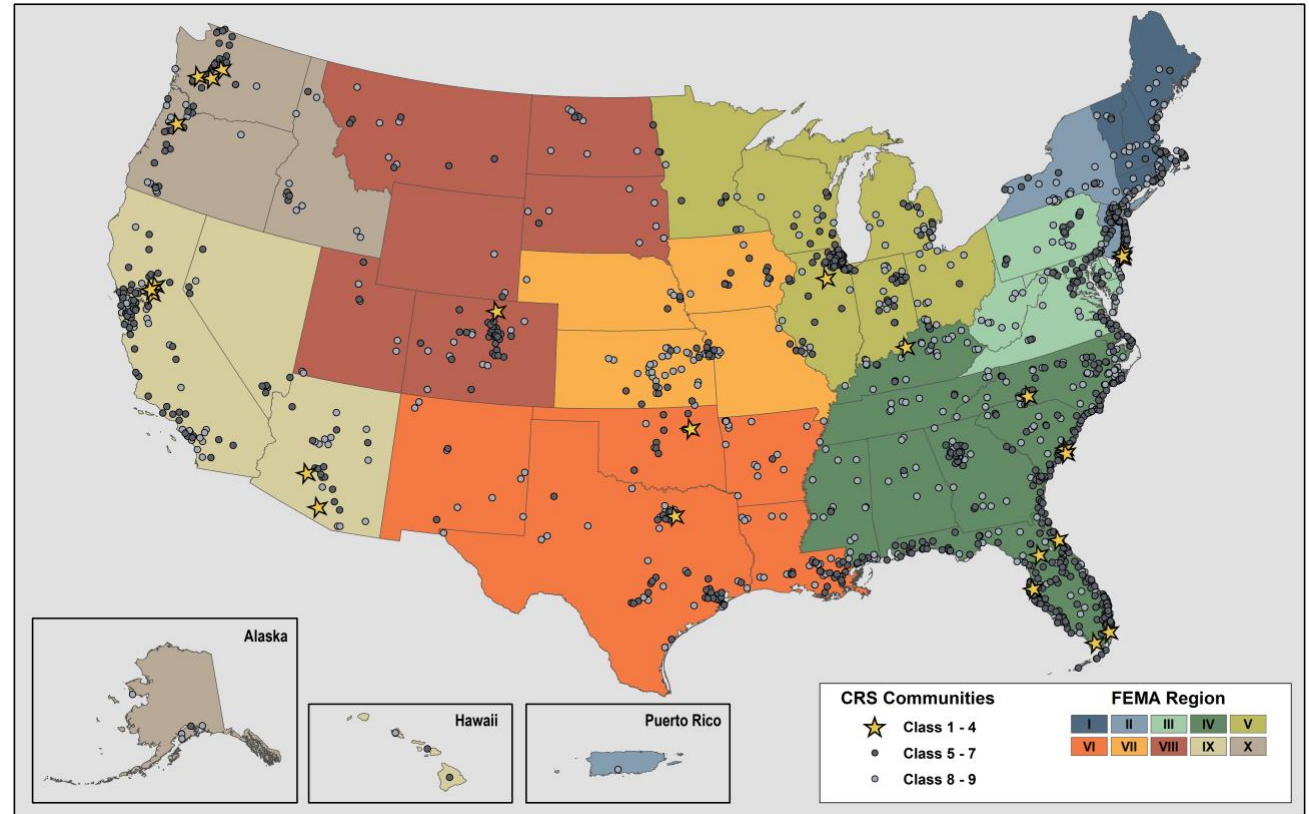 Alaska
Hawaii
Puerto Rico
CRS Communities
Class 1 - 4
Class 5 - 7
Class 8 - 9
FEMA Region
I II III IV V
VI VII VIII IX X